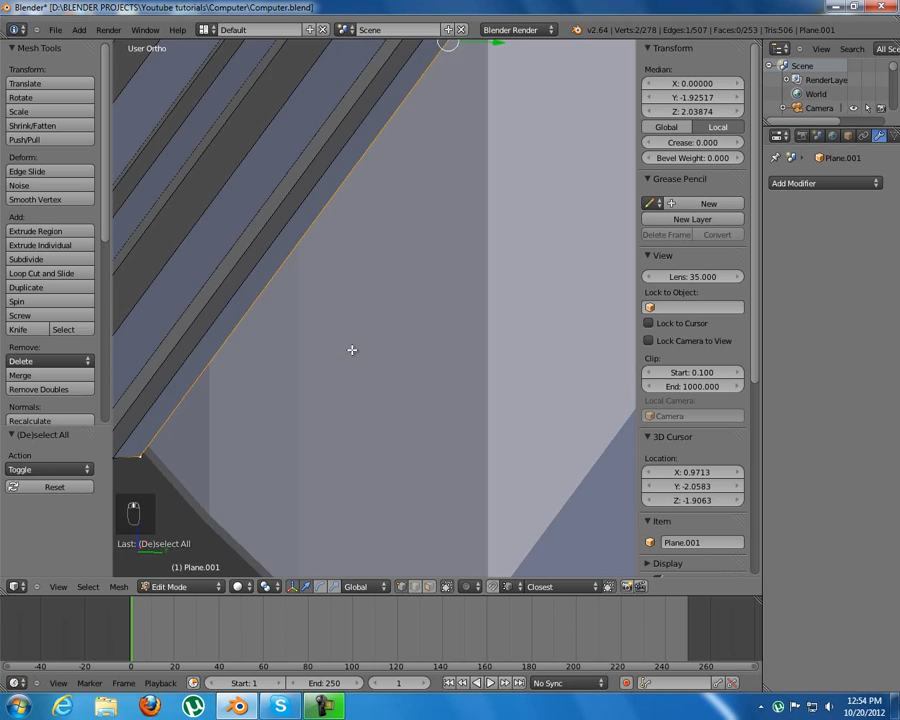 Blender* [D:\BLENDER PROJECTS\Youtube tutorials\Computer\Computer.blend]
File Add Render Window Help Default Scene Blender Render v2.64 | Verts:2/278 | Edges:1/507 | Faces:0/253 | Tris:506 | Plane.001
View Search All Sce
Mesh Tools
Transform:
Translate
Rotate
Scale
Shrink/Fatten
Push/Pull
Deform:
Edge Slide
Noise
Smooth Vertex
Add:
Extrude Region
Extrude Individual
Subdivide
Loop Cut and Slide
Duplicate
Spin
Screw
Knife Select
Remove:
Delete
Merge
Remove Doubles
Normals:
Recalculate
(De)select All
Action
Toggle
Reset
User Ortho
Last: (De)select All
(1) Plane.001
Transform
Median:
X: 0.00000
Y: -1.92517
Z: 2.03874
Global Local
Crease: 0.000
Bevel Weight: 0.000
Grease Pencil
New
New Layer
Delete Frame Convert
View
Lens: 35.000
Lock to Object:
Lock to Cursor
Lock Camera to View
Clip:
Start: 0.100
End: 1000.000
Local Camera:
Camera
3D Cursor
Location:
X: 0.9713
Y: -2.0583
Z: -1.9063
Item
Plane.001
Display
Scene
RenderLaye
World
Camera
Plane.001
Add Modifier
View Select Mesh Edit Mode Global Closest
-40 -20 0 20 40 60 80 100 120 140 160 180 200 220 240 260
View Marker Frame Playback Start: 1 End: 250 1 No Sync
12:54 PM
10/20/2012